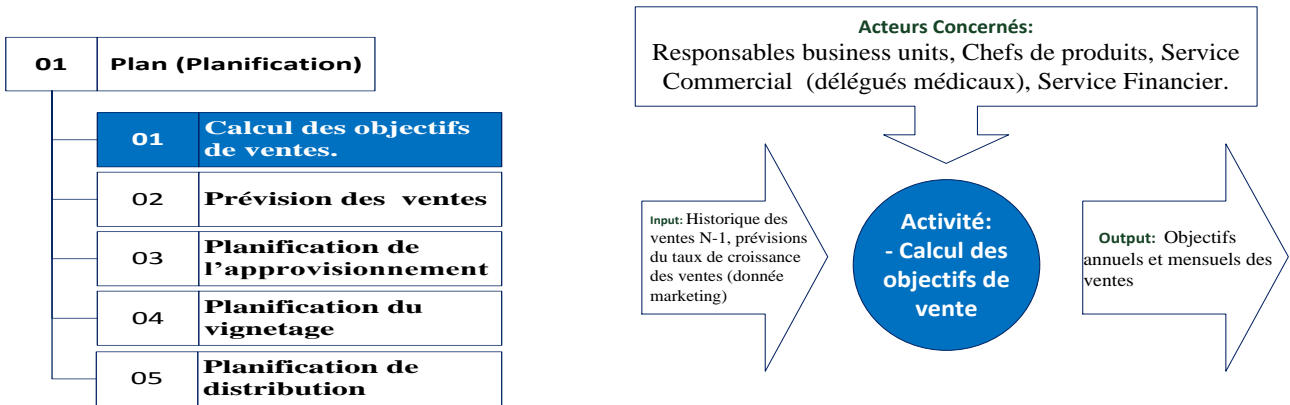 01 Plan (Planification)
01 Calcul des objectifs
de ventes.
02 Prévision des ventes
03 Planification de
l’approvisionnement
04 Planification du
vignetage
05 Planification de
distribution
Acteurs Concernés:
Responsables business units, Chefs de produits, Service
Commercial (délégués médicaux), Service Financier.
Input: Historique des
ventes N-1, prévisions
du taux de croissance
des ventes (donnée
marketing)
Activité:
- Calcul des
objectifs de
vente
Output: Objectifs
annuels et mensuels des
ventes